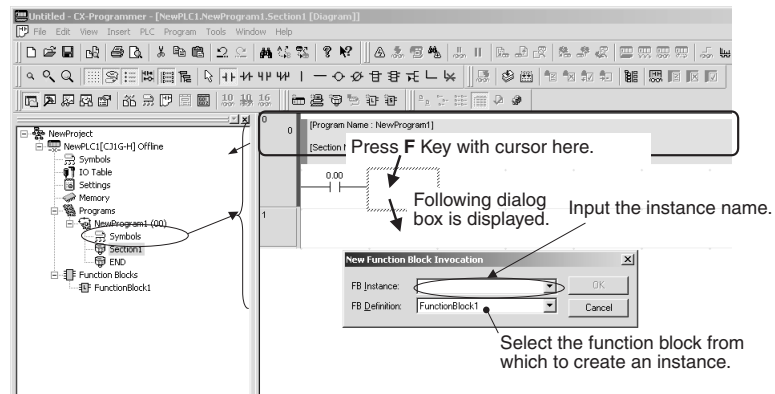 Untitled - CX-Programmer - [NewPLC1.NewProgram1.Section1 [Diagram]]
File Edit View Insert PLC Program Tools Window Help
10 10 16
NewProject
NewPLC1[CJ1G-H] Offline
Symbols
IO Table
Settings
Memory
Programs
NewProgram1 (00)
Symbols
Section1
END
Function Blocks
FunctionBlock1
0
0
[Program Name : NewProgram1]
[Section
Press F Key with cursor here.
0.00
Following dialog
box is displayed.
Input the instance name.
1
New Function Block Invocation
FB Instance:
OK
FB Definition:
FunctionBlock1
Cancel
Select the function block from
which to create an instance.